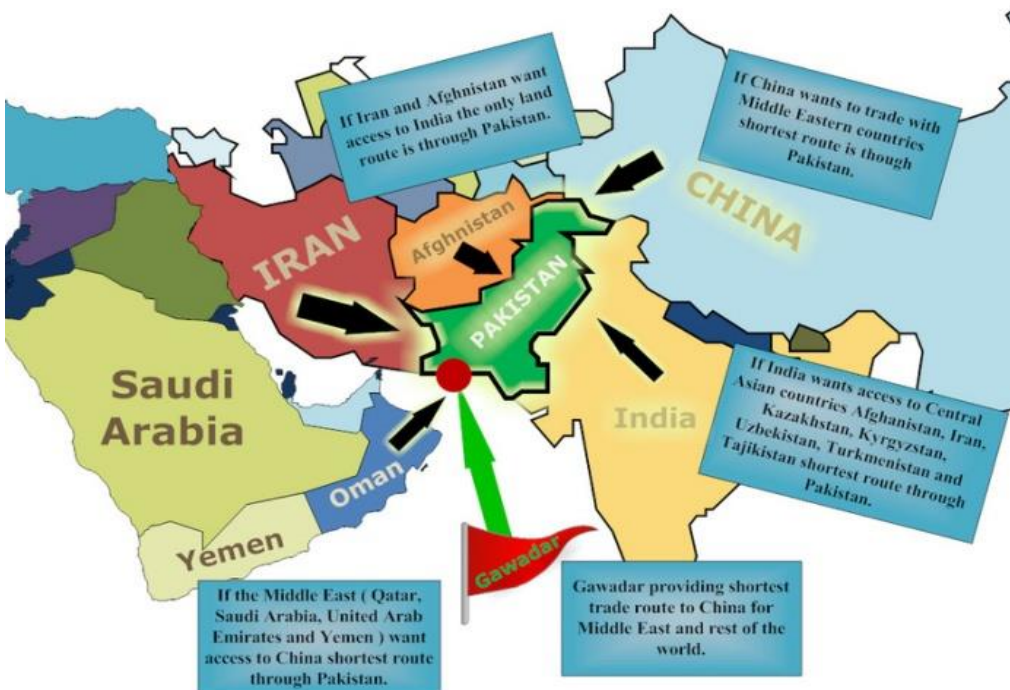 If Iran and Afghanistan want
access to India the only land
route is through Pakistan.
If China wants to trade with
Middle Eastern countries
shortest route is though
Pakistan.
CHINA
IRAN
Afghnistan
PAKISTAN
Saudi
Arabia
India
Oman
Yemen
If India wants access to Central
Asian countries Afghanistan, Iran,
Kazakhstan, Kyrgyzstan,
Uzbekistan, Turkmenistan and
Tajikistan shortest route through
Pakistan.
Gawadar
If the Middle East ( Qatar,
Saudi Arabia, United Arab
Emirates and Yemen ) want
access to China shortest route
through Pakistan.
Gawadar providing shortest
trade route to China for
Middle East and rest of the
world.